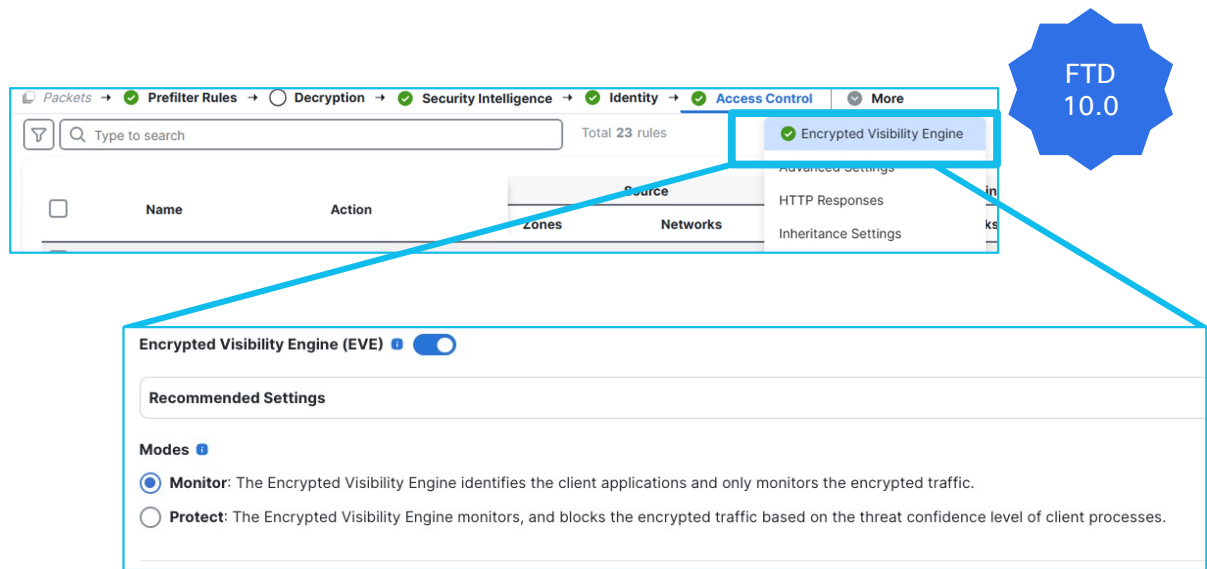 FTD
10.0
Packets → Prefilter Rules → Decryption → Security Intelligence → Identity → Access Control More
Type to search
Total 23 rules
Encrypted Visibility Engine
Advanced Settings
HTTP Responses
Inheritance Settings
Name
Action
Source
Zones
Networks
Encrypted Visibility Engine (EVE)
Recommended Settings
Modes
Monitor: The Encrypted Visibility Engine identifies the client applications and only monitors the encrypted traffic.
Protect: The Encrypted Visibility Engine monitors, and blocks the encrypted traffic based on the threat confidence level of client processes.